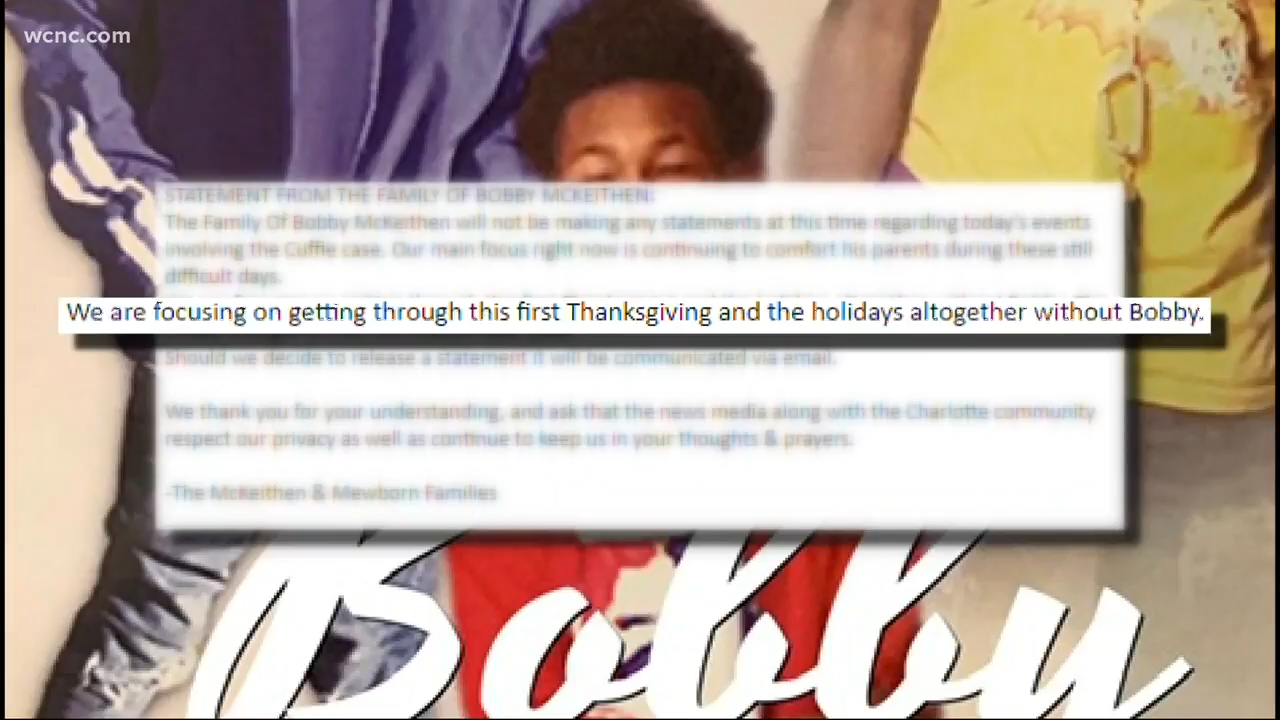 wcnc.com
STATEMENT FROM THE FAMILY OF BOBBY MCKEITHEN:
The Family Of Bobby McKeithen will not be making any statements at this time regarding today's events
involving the Cuffie case. Our main focus right now is continuing to comfort his parents during these still
difficult days.
We are focusing on getting through this first Thanksgiving and the holidays altogether without Bobby.
Should we decide to release a statement it will be communicated via email.
We thank you for your understanding, and ask that the news media along with the Charlotte community
respect our privacy as well as continue to keep us in your thoughts & prayers.
-The McKeithen & Mewborn Families
Bobby